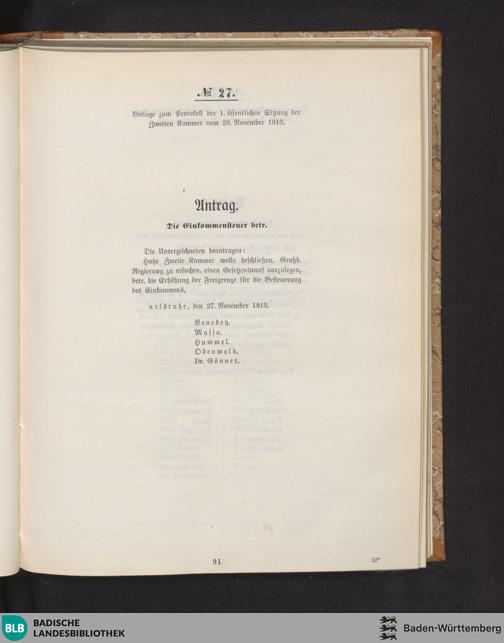 № 27.
Beilage zum Protokoll der 1. öffentlichen Sitzung der
Zweiten Kammer vom 28. November 1913.
Antrag.
Die Einkommensteuer betr.
Die Unterzeichneten beantragen:
Hohe Zweite Kammer wolle beschließen, Großh.
Regierung zu ersuchen, einen Gesetzentwurf vorzulegen,
betr. die Erhöhung der Freigrenze für die Besteuerung
des Einkommens.
arlsruhe, den 27. November 1913.
Venedey.
Massa.
Hummel.
Odenwald.
Dr. Gönner.
91
12*
BLB
BADISCHE
LANDESBIBLIOTHEK
Baden-Württemberg